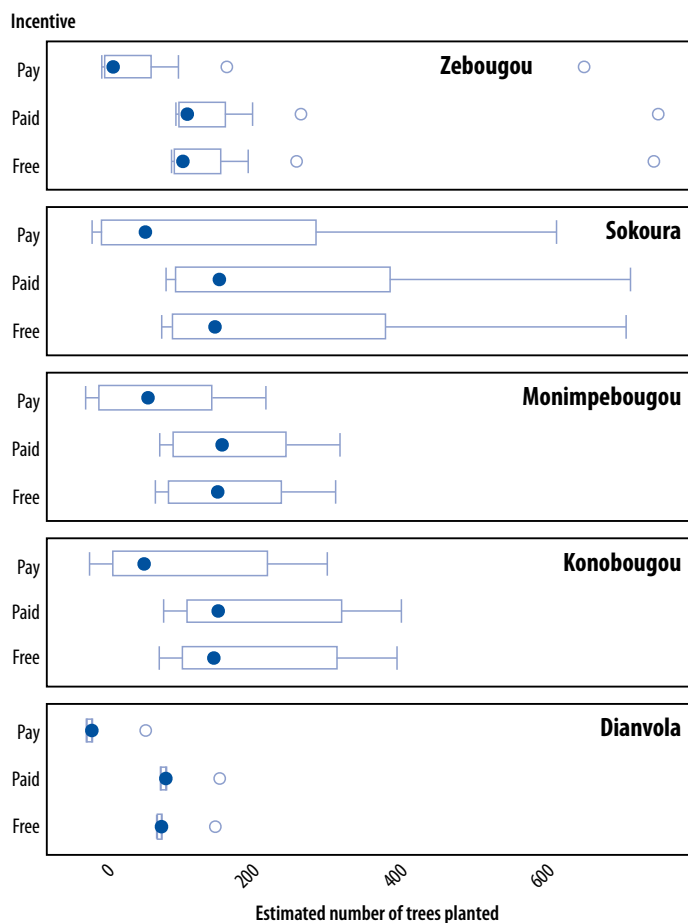 Incentive
Zebougou
Pay
Paid
Free
Sokoura
Pay
Paid
Free
Monimpebougou
Pay
Paid
Free
Konobougou
Pay
Paid
Free
Dianvola
Pay
Paid
Free
0 200 400 600
Estimated number of trees planted